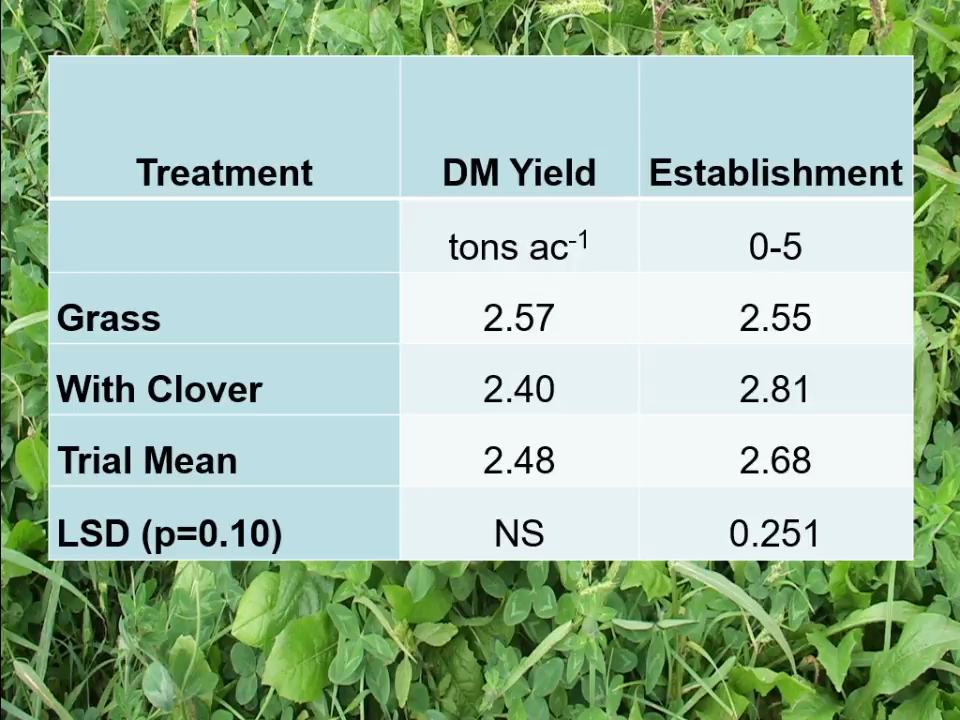 Treatment DM Yield Establishment
tons ac⁻¹ 0-5
Grass 2.57 2.55
With Clover 2.40 2.81
Trial Mean 2.48 2.68
LSD (p=0.10) NS 0.251